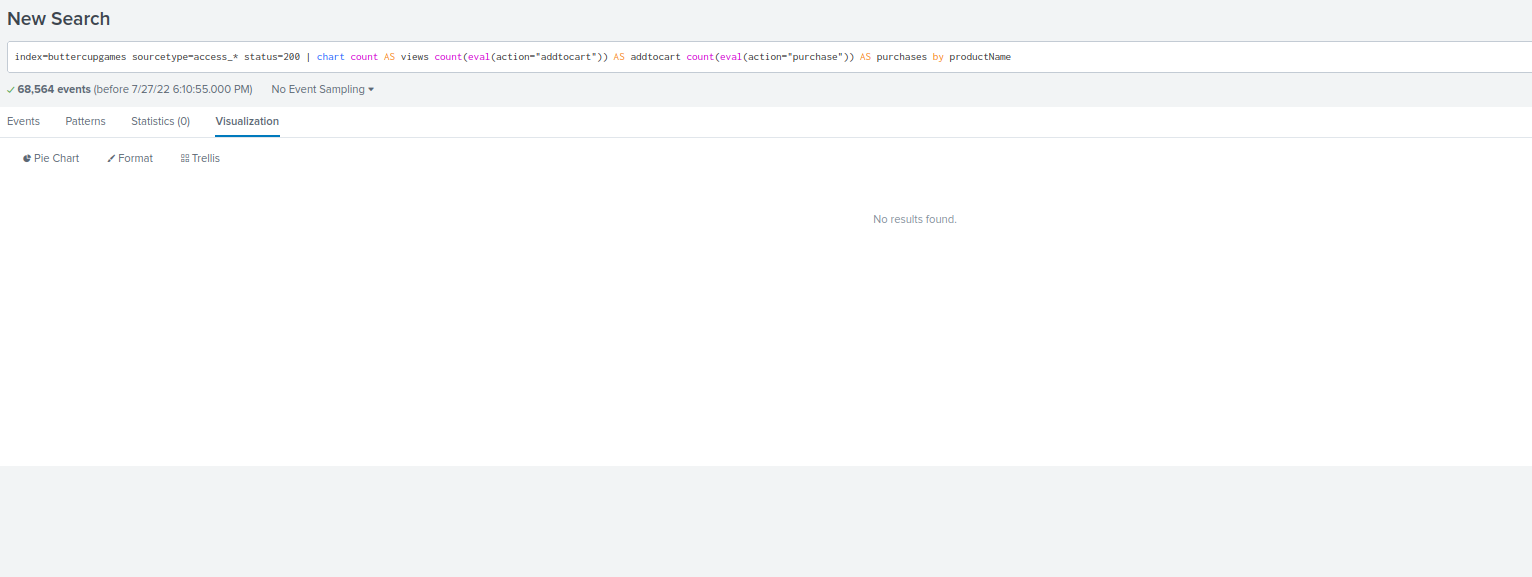 New Search
index=buttercupgames sourcetype=access_* status=200 | chart count AS views count(eval(action="addtocart")) AS addtocart count(eval(action="purchase")) AS purchases by productName
68,564 events (before 7/27/22 6:10:55.000 PM) No Event Sampling
Events Patterns Statistics (0) Visualization
Pie Chart Format Trellis
No results found.